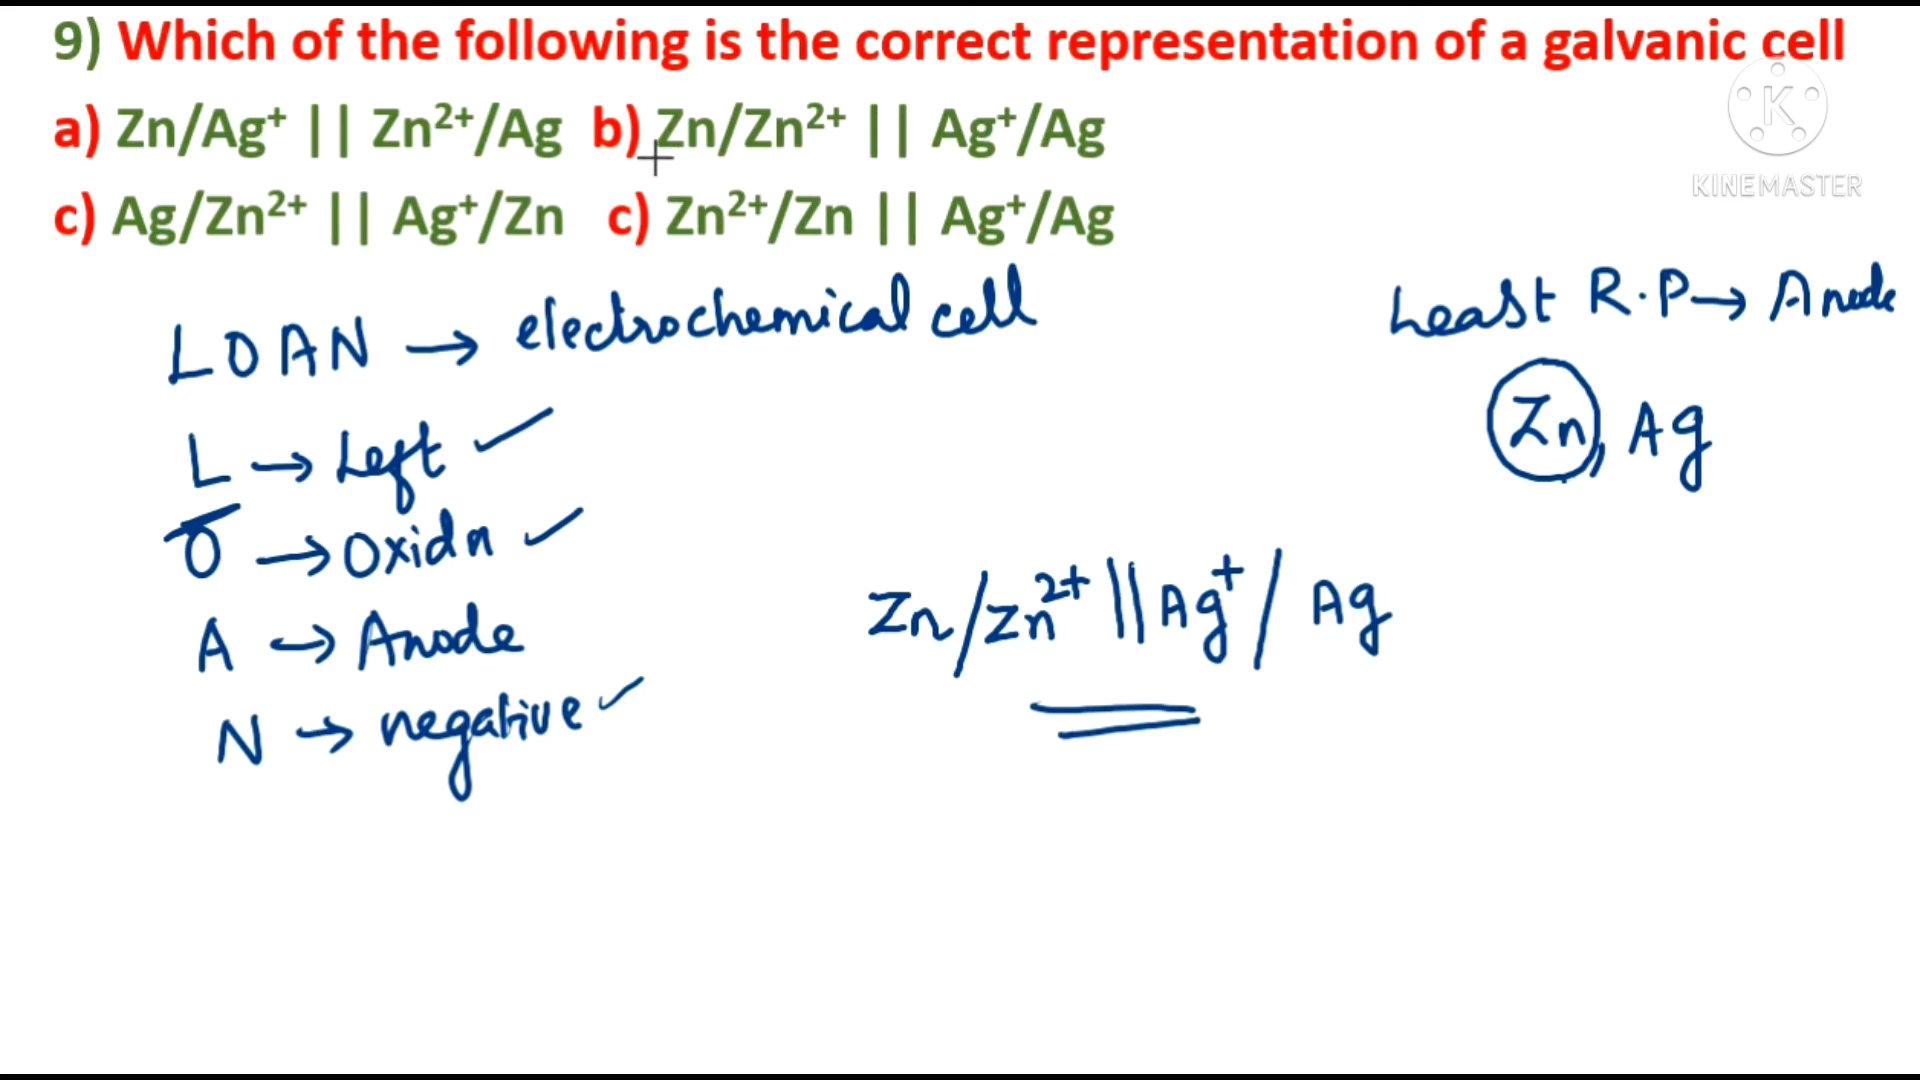 9) Which of the following is the correct representation of a galvanic cell
a) Zn/Ag⁺ || Zn²⁺/Ag b) Zn/Zn²⁺ || Ag⁺/Ag
c) Ag/Zn²⁺ || Ag⁺/Zn c) Zn²⁺/Zn || Ag⁺/Ag
KINEMASTER
LOAN → electrochemical cell
Least R.P → Anode
L → Left ✓
Zn, Ag
O → Oxidn ✓
Zn/Zn²⁺ || Ag⁺/Ag
A → Anode
N → negative ✓